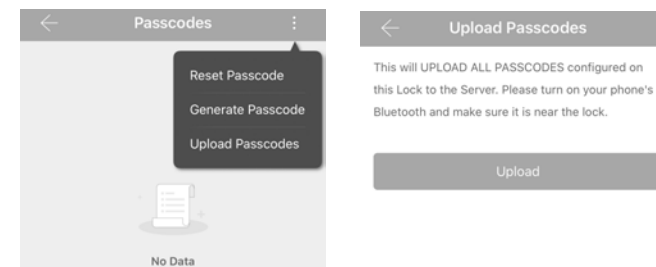 Passcodes
Reset Passcode
Generate Passcode
Upload Passcodes
No Data
Upload Passcodes
This will UPLOAD ALL PASSCODES configured on
this Lock to the Server. Please turn on your phone's
Bluetooth and make sure it is near the lock.
Upload